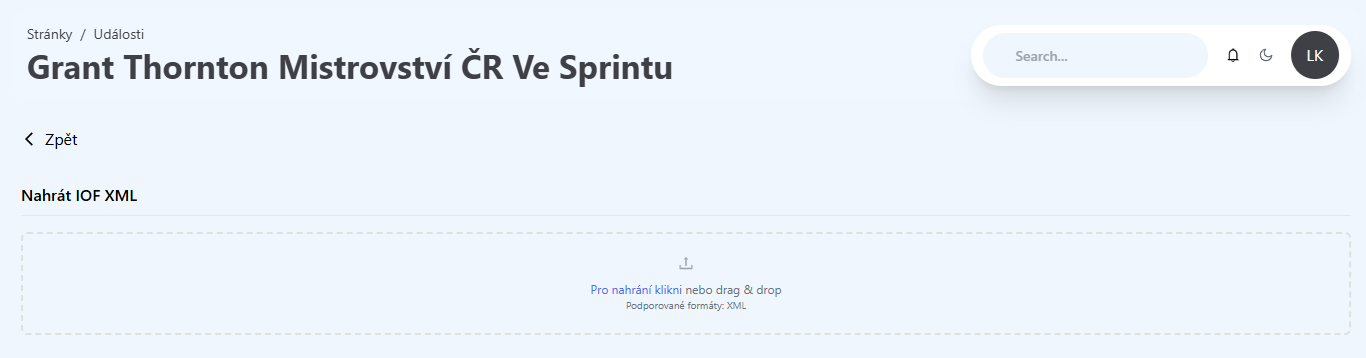 Stránky / Události
Grant Thornton Mistrovství ČR Ve Sprintu
Search...
LK
Zpět
Nahrát IOF XML
Pro nahrání klikni nebo drag & drop
Podporované formáty: XML